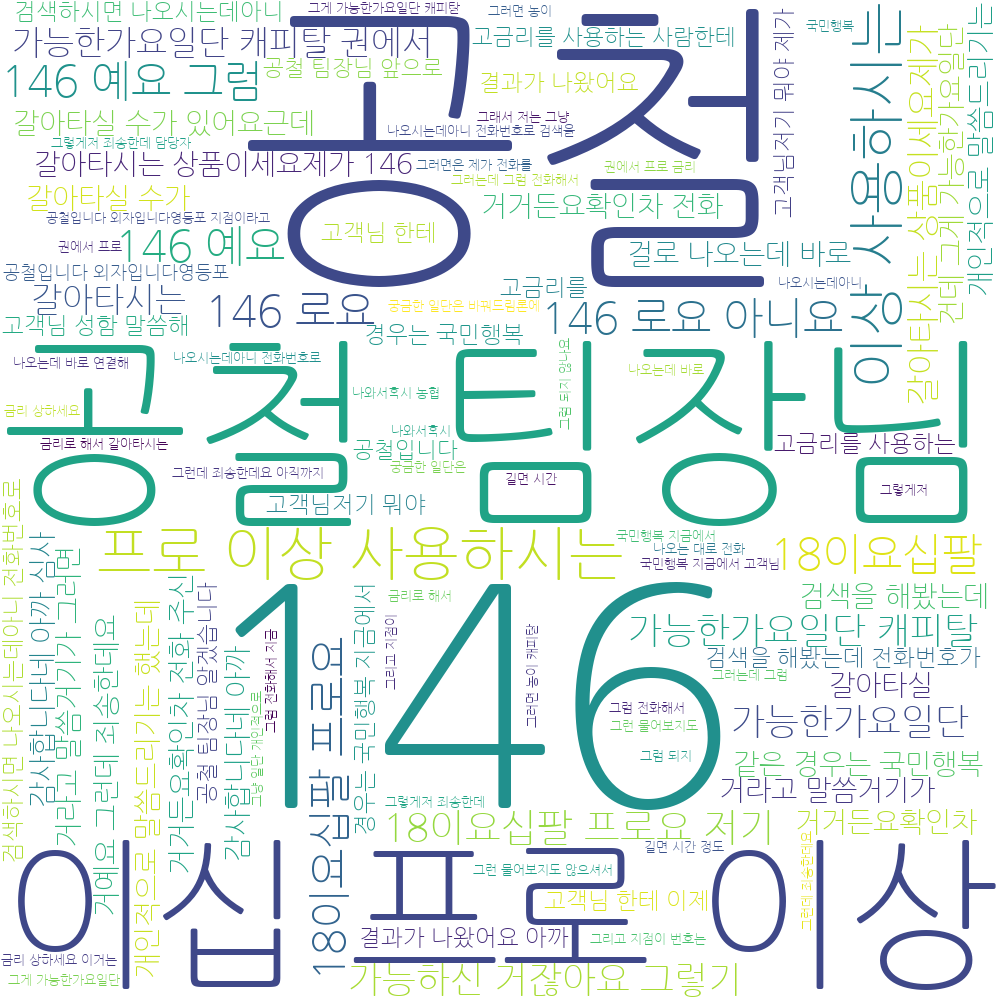 검색하시면 나오시는데아니
그게 가능한가요일단 캐피탈
그러면 농이
국민행복
공철
가능한가요일단 캐피탈 권에서
고금리를 사용하는 사람한테
146 예요 그럼
공철 팀장님 앞으로
결과가 나왔어요
갈아타실 수가 있어요근데
그래서 저는 그냥
나오시는데아니 전화번호로 검색을
그렇게저 죄송한데 담당자
갈아타시는 상품이세요제가 146
그러면은 제가 전화를
권에서 프로 금리
그러는데 그럼 전화해서
갈아타실 수가
거거든요확인차 전화
공철입니다 외자입니다영등포 지점이라고
고객님 한테
권에서 프로
146 예요
걸로 나오는데 바로
공철입니다 외자입니다영등포
고금리를
나오시는데아니
갈아타시는
146 로요
궁금한 일단은 바꿔드림론에
146 로요 아니요
고객님 성함 말씀해
경우는 국민행복
고객님저기 뭐야 제가
이상 사용하시는
갈아타시는 상품이세요제가
건데그게 가능한가요일단
개인적으로 말씀드리기는
나오는데 바로 연결해
나오시는데아니 전화번호로
그럼 되지 않나요
나오는데 바로
나와서혹시 농협
금리 상하세요
공철 팀장님
나와서혹시
금리로 해서 갈아타시는
공철입니다
고금리를 사용하는
궁금한 일단은
그런데 죄송한데요 아직까지
길면 시간
그렇게저
고객님저기 뭐야
프로 이상 사용하시는
국민행복 지금에서
나오는 대로 전화
국민행복 지금에서 고객님
18이요십팔
146
금리로 해서
검색을 해봤는데
가능한가요일단 캐피탈
검색을 해봤는데 전화번호가
그러는데 그럼
갈아타실
그럼 전화해서
그런 물어보지도
가능한가요일단
그럼 되지
같은 경우는 국민행복
거라고 말씀거기가
검색하시면 나오시는데아니 전화번호로
감사합니다네 아까 심사
거라고 말씀거기가 그러면
거예요 그런데 죄송한데요
개인적으로 말씀드리기는 했는데
거거든요확인차 전화 주신
공철 팀장님 알겠습니다
감사합니다네 아까
그냥일단 개인적으로
그럼 전화해서 지금
18이요십팔 프로요
경우는 국민행복 지금에서
그리고 지점이
그러면 농이 캐피탈
그렇게저 죄송한데
18이요십팔 프로요 저기
거거든요확인차
길면 시간 정도
그런데 죄송한데요
이십프로이상
그런 물어보지도 않으셔서
고객님 한테 이제
결과가 나왔어요 아까
그리고 지점이 번호는
금리 상하세요 이거는
그게 가능한가요일단
가능하신 거잖아요 그렇기